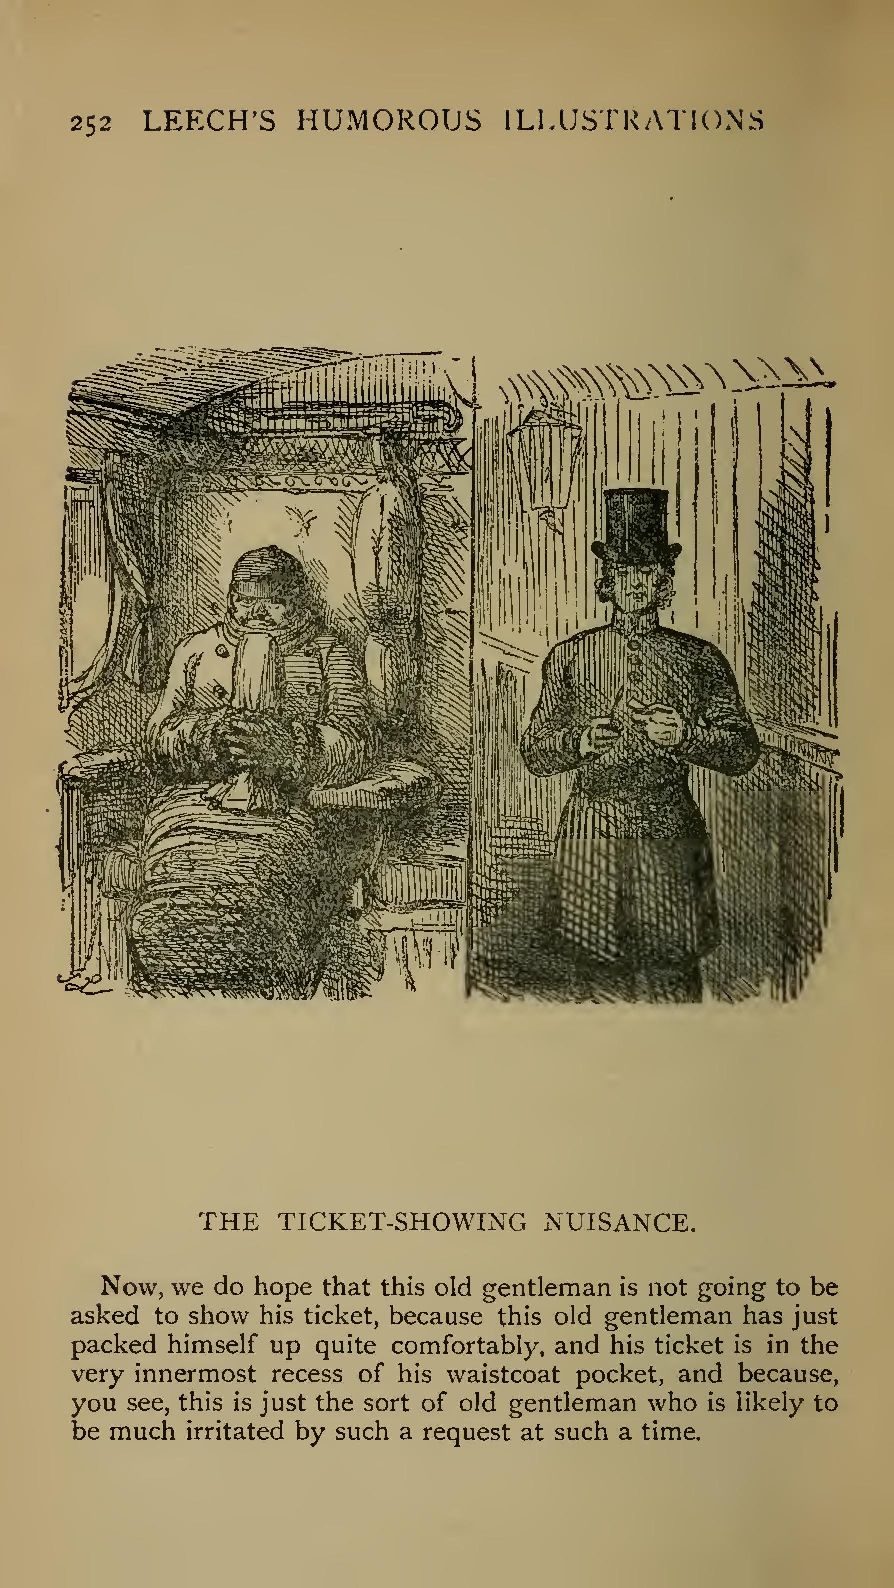 252 LEECH'S HUMOROUS ILLUSTRATIONS
THE TICKET-SHOWING NUISANCE.
Now, we do hope that this old gentleman is not going to be
asked to show his ticket, because this old gentleman has just
packed himself up quite comfortably, and his ticket is in the
very innermost recess of his waistcoat pocket, and because,
you see, this is just the sort of old gentleman who is likely to
be much irritated by such a request at such a time.